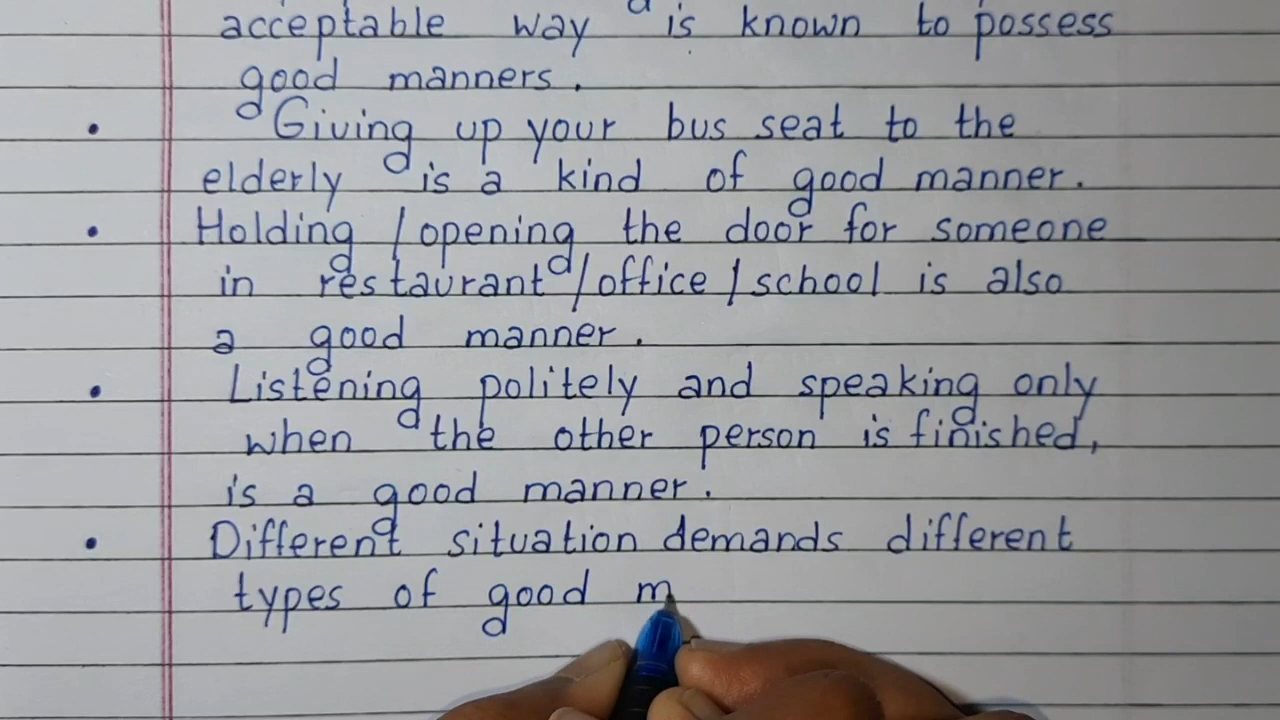 acceptable way is known to possess
good manners.
• Giving up your bus seat to the
elderly is a kind of good manner.
• Holding / opening the door for someone
in restaurant / office / school is also
a good manner.
• Listening politely and speaking only
when the other person is finished,
is a good manner.
• Different situation demands different
types of good m